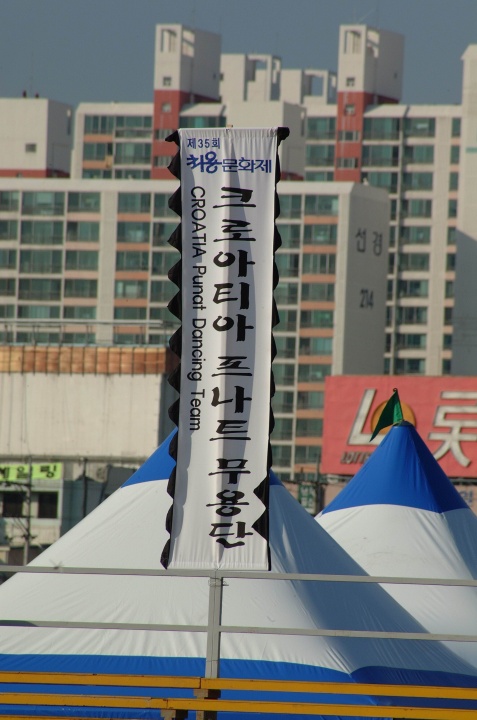 제35회
처용문화제
크로아티아 프나트 무용단
CROATIA Punat Dancing Team
선경
214
L